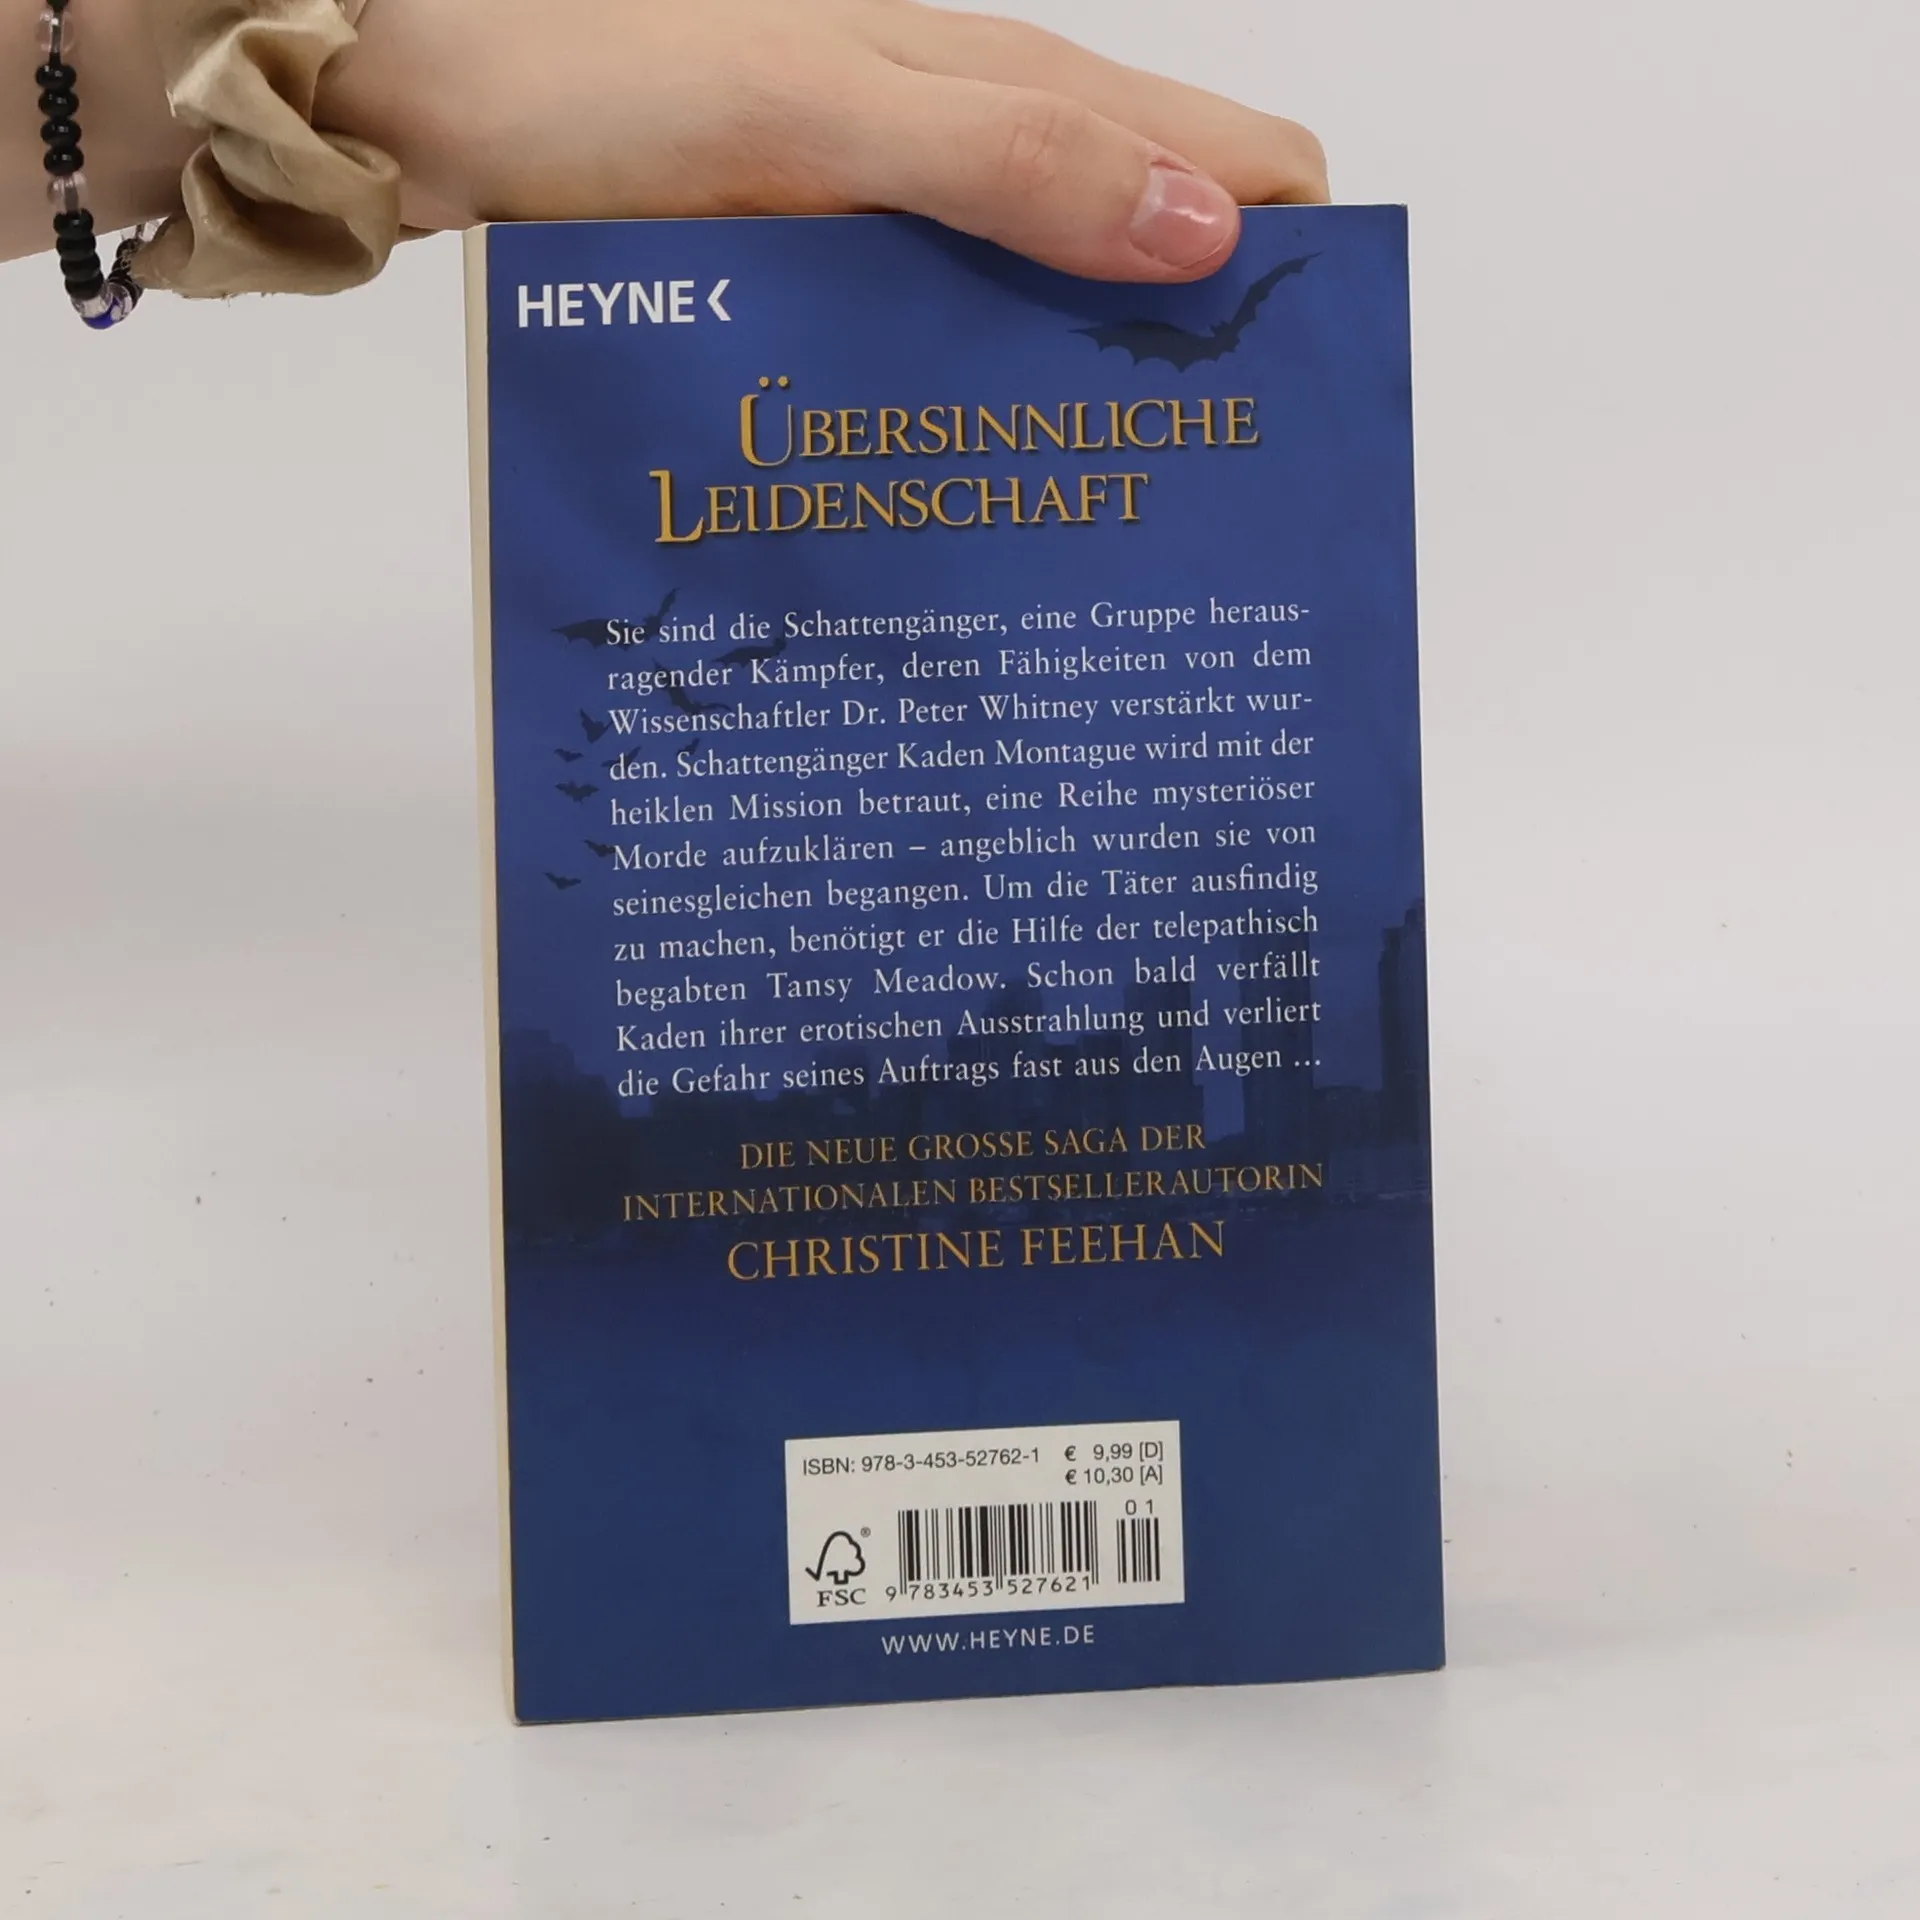 HEYNE
ÜBERSINNLICHE
LEIDENSCHAFT
Sie sind die Schattengänger, eine Gruppe heraus-
ragender Kämpfer, deren Fähigkeiten von dem
Wissenschaftler Dr. Peter Whitney verstärkt wur-
den. Schattengänger Kaden Montague wird mit der
heiklen Mission betraut, eine Reihe mysteriöser
Morde aufzuklären – angeblich wurden sie von
seinesgleichen begangen. Um die Täter ausfindig
zu machen, benötigt er die Hilfe der telepathisch
begabten Tansy Meadow. Schon bald verfällt
Kaden ihrer erotischen Ausstrahlung und verliert
die Gefahr seines Auftrags fast aus den Augen ...
DIE NEUE GROSSE SAGA DER
INTERNATIONALEN BESTSELLERAUTORIN
CHRISTINE FEEHAN
ISBN: 978-3-453-52762-1 € 9,99 [D]
€ 10,30 [A]
01
® FSC
9 783453 527621
WWW.HEYNE.DE